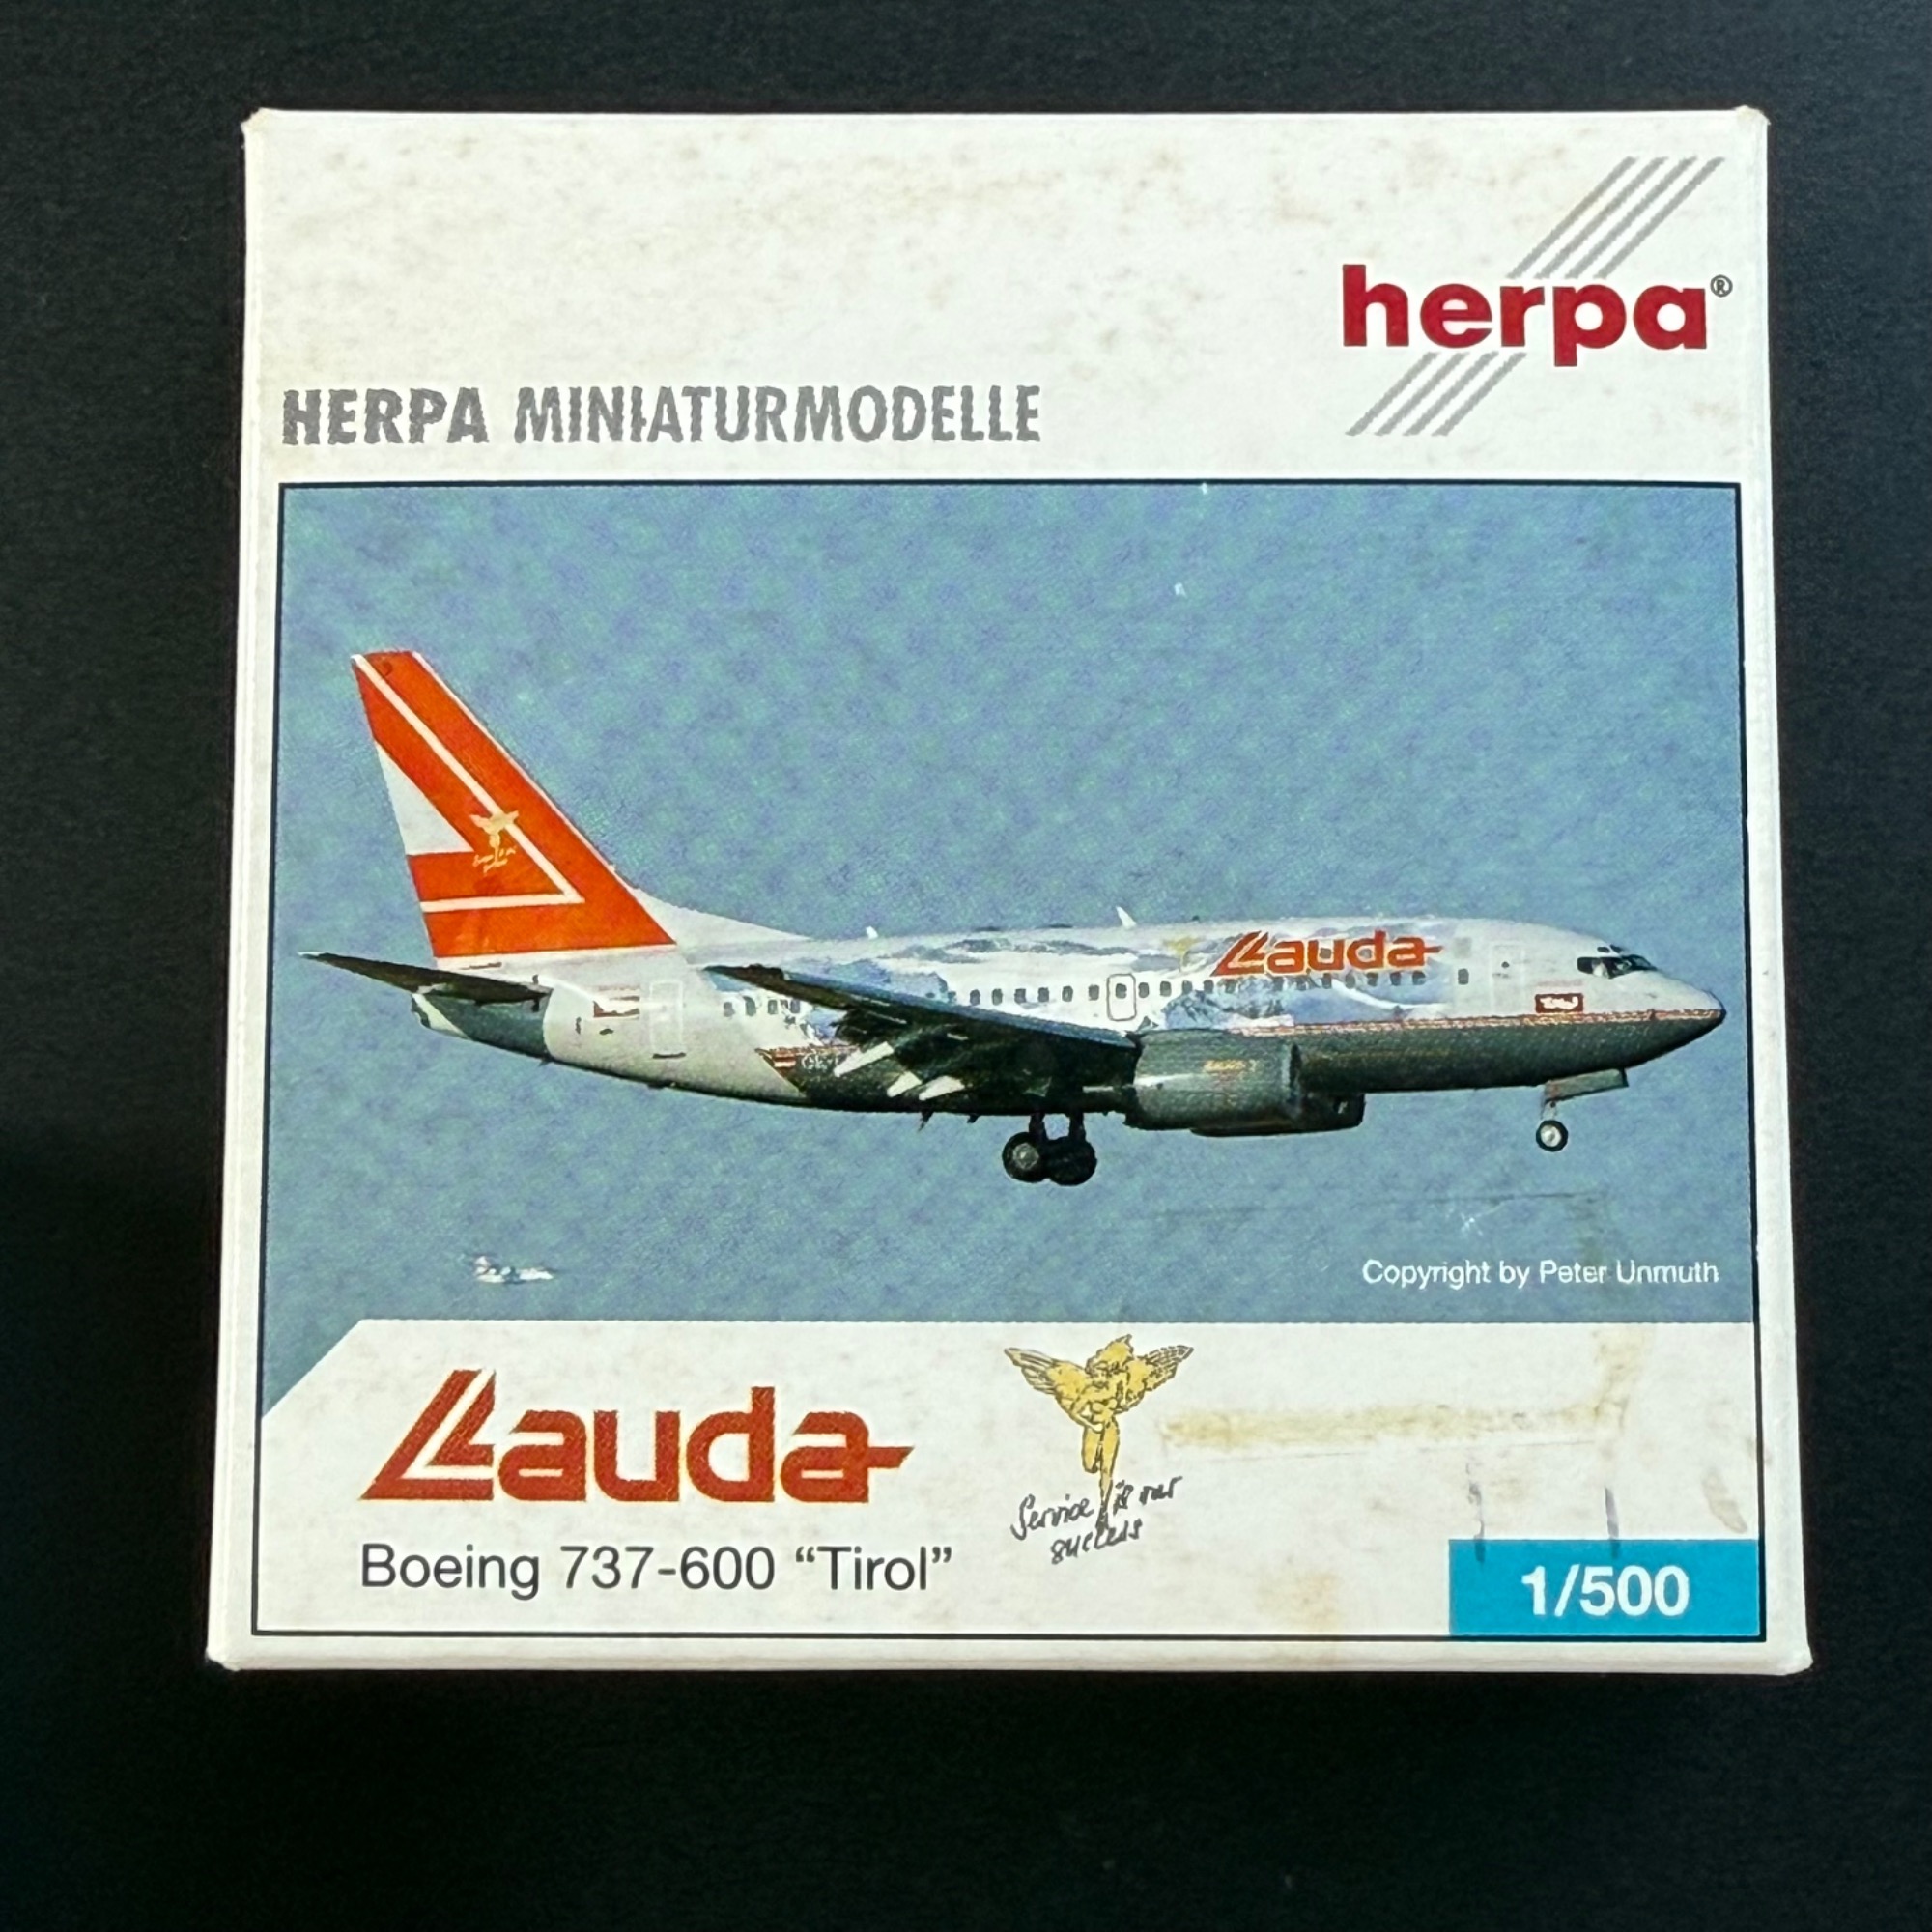 herpa®
HERPA MINIATURMODELLE
Lauda
Tirol
Copyright by Peter Unmuth
Lauda
Service is our
success
Boeing 737-600 “Tirol”
1/500